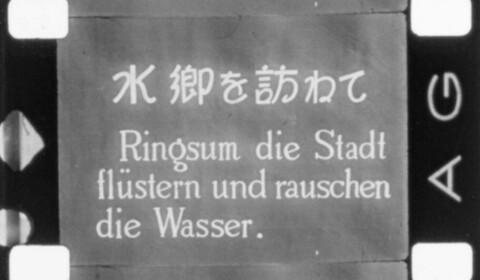 水郷を訪ねて
Ringsum die Stadt
flüstern und rauschen
die Wasser.
AG